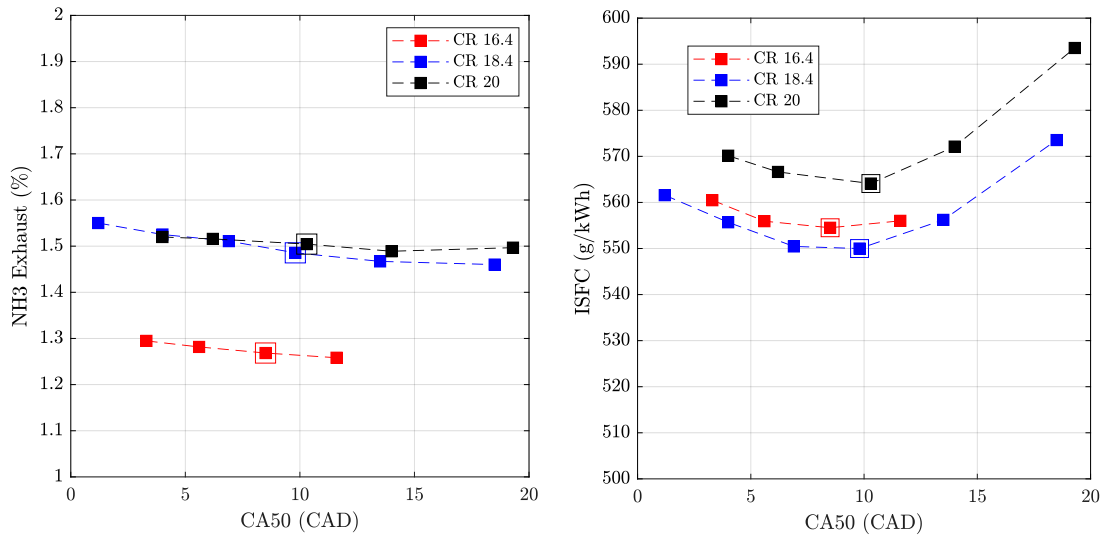 2
1.9
1.8
1.7
1.6
1.5
1.4
1.3
1.2
1.1
1
NH3 Exhaust (%)
CR 16.4
CR 18.4
CR 20
0 5 10 15 20
CA50 (CAD)
600
590
580
570
560
550
540
530
520
510
500
ISFC (g/kWh)
CR 16.4
CR 18.4
CR 20
0 5 10 15 20
CA50 (CAD)